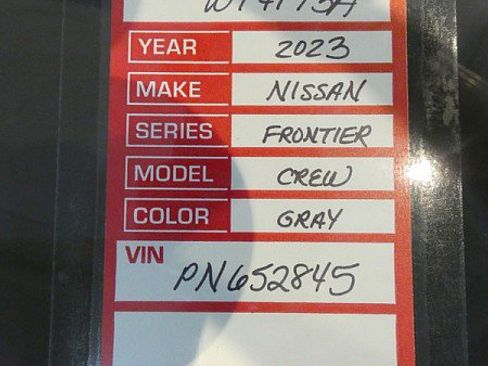 YEAR 2023
MAKE NISSAN
SERIES FRONTIER
MODEL CREW
COLOR GRAY
VIN
PN652845